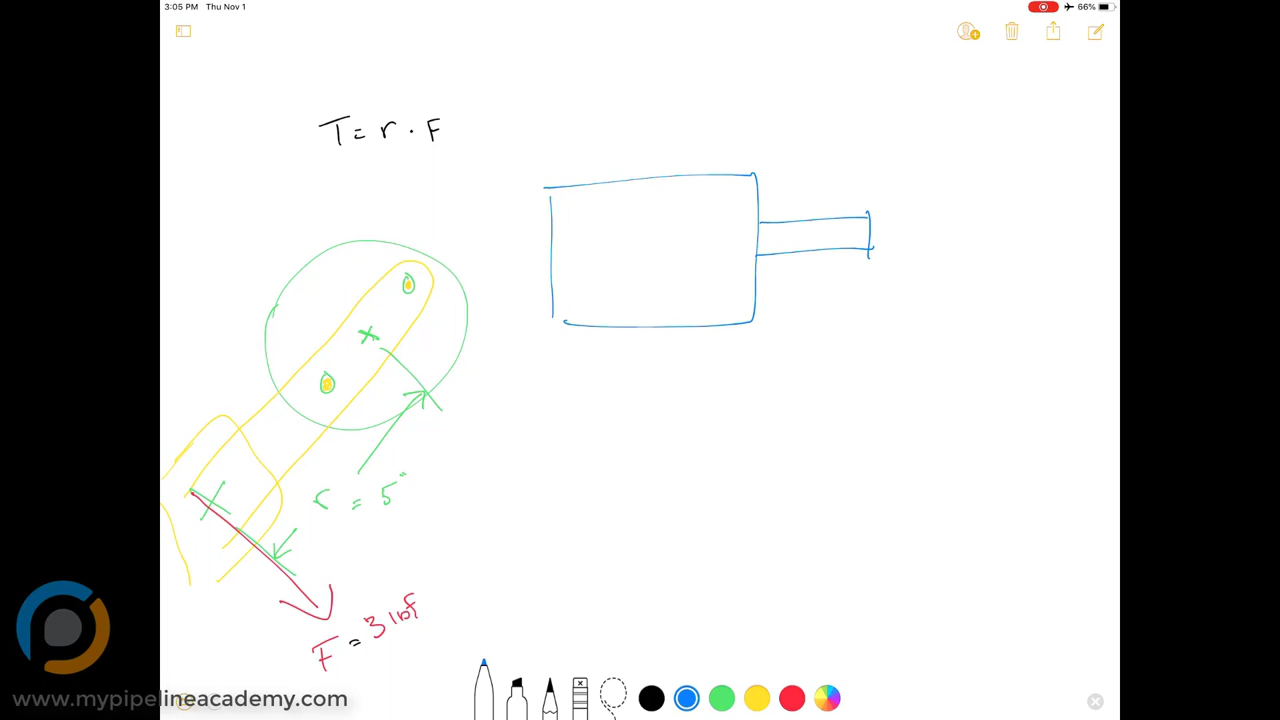 3:05 PM Thu Nov 1
66%
T = r · F
r = 5"
F = 3 lbf
www.mypipelineacademy.com